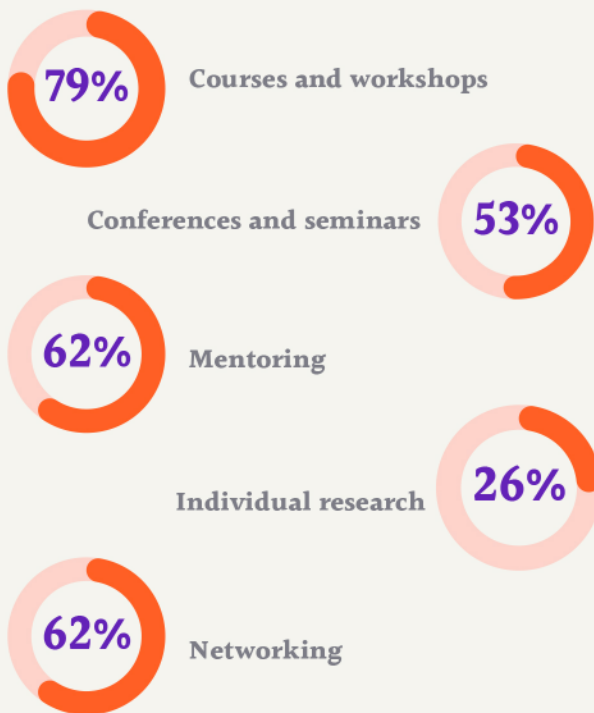 79%
Courses and workshops
Conferences and seminars
53%
62%
Mentoring
Individual research
26%
62%
Networking